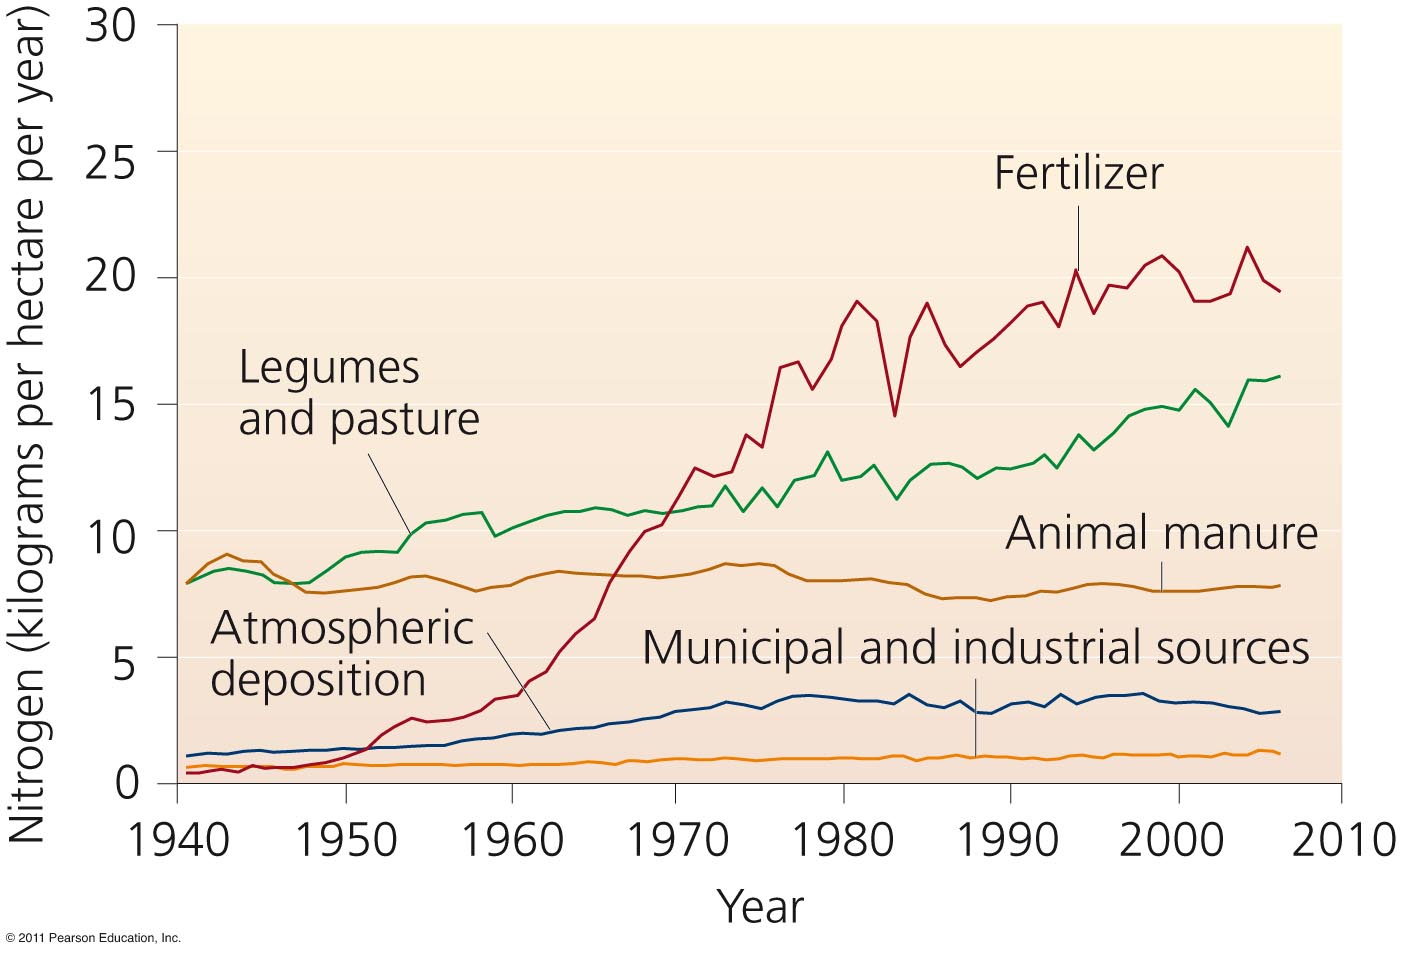 Nitrogen (kilograms per hectare per year)
30
25
20
15
10
5
0
Fertilizer
Legumes
and pasture
Animal manure
Atmospheric
deposition
Municipal and industrial sources
1940 1950 1960 1970 1980 1990 2000 2010
Year
© 2011 Pearson Education, Inc.